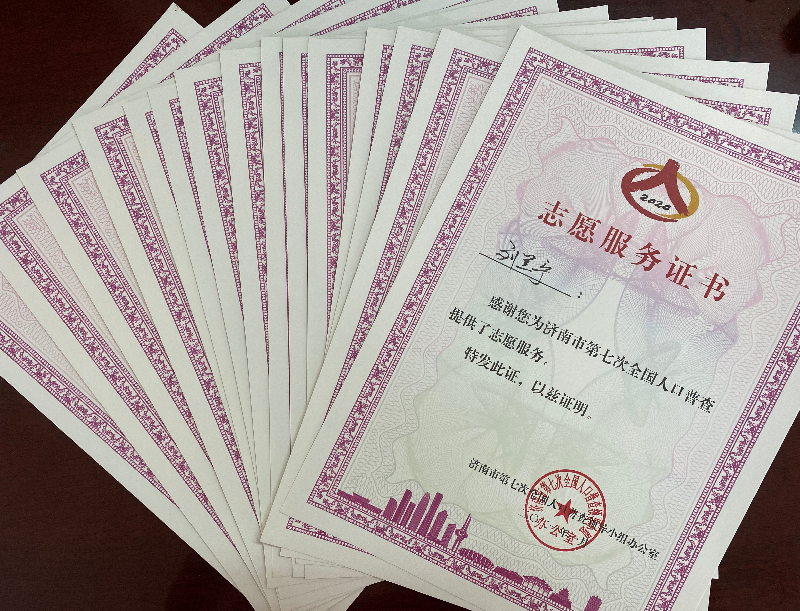 2020
志愿服务证书
：
感谢您为济南市第七次全国人口普查
提供了志愿服务，
特发此证，以兹证明。
济南市第七次全国人口普查领导小组办公室